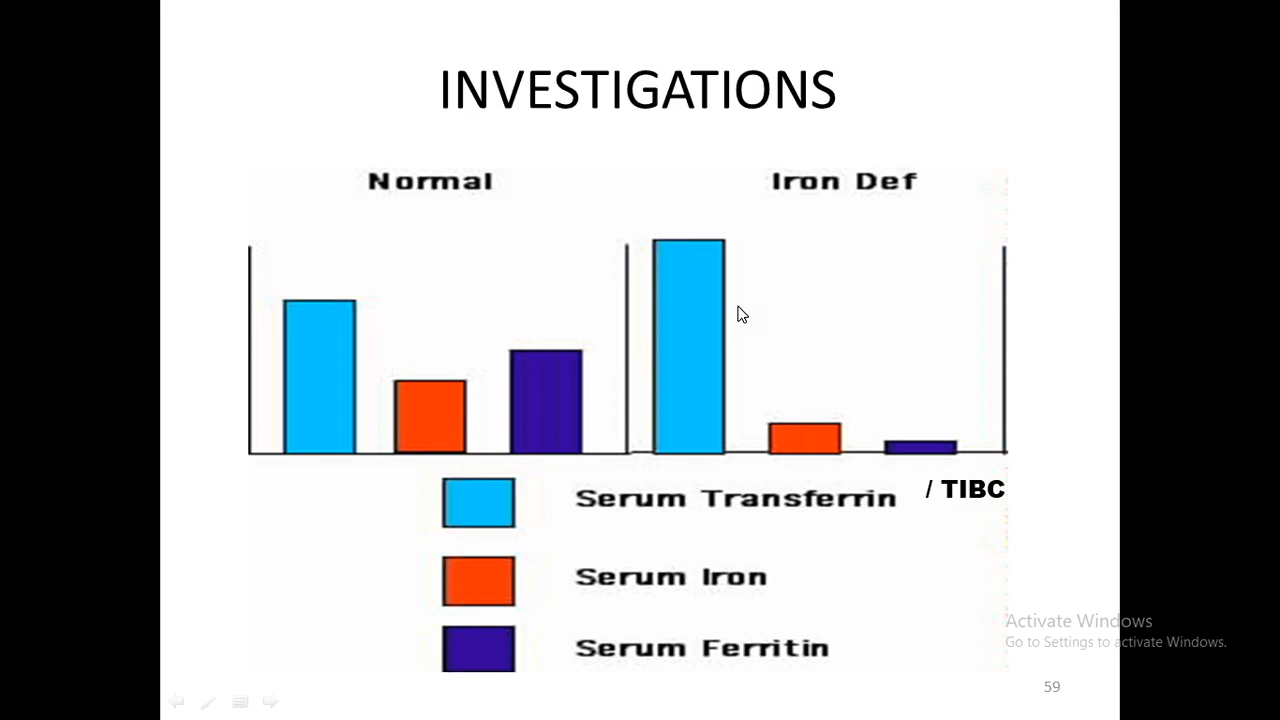 INVESTIGATIONS
Normal
Iron Def
Serum Transferrin / TIBC
Serum Iron
Serum Ferritin
Activate Windows
Go to Settings to activate Windows.
59